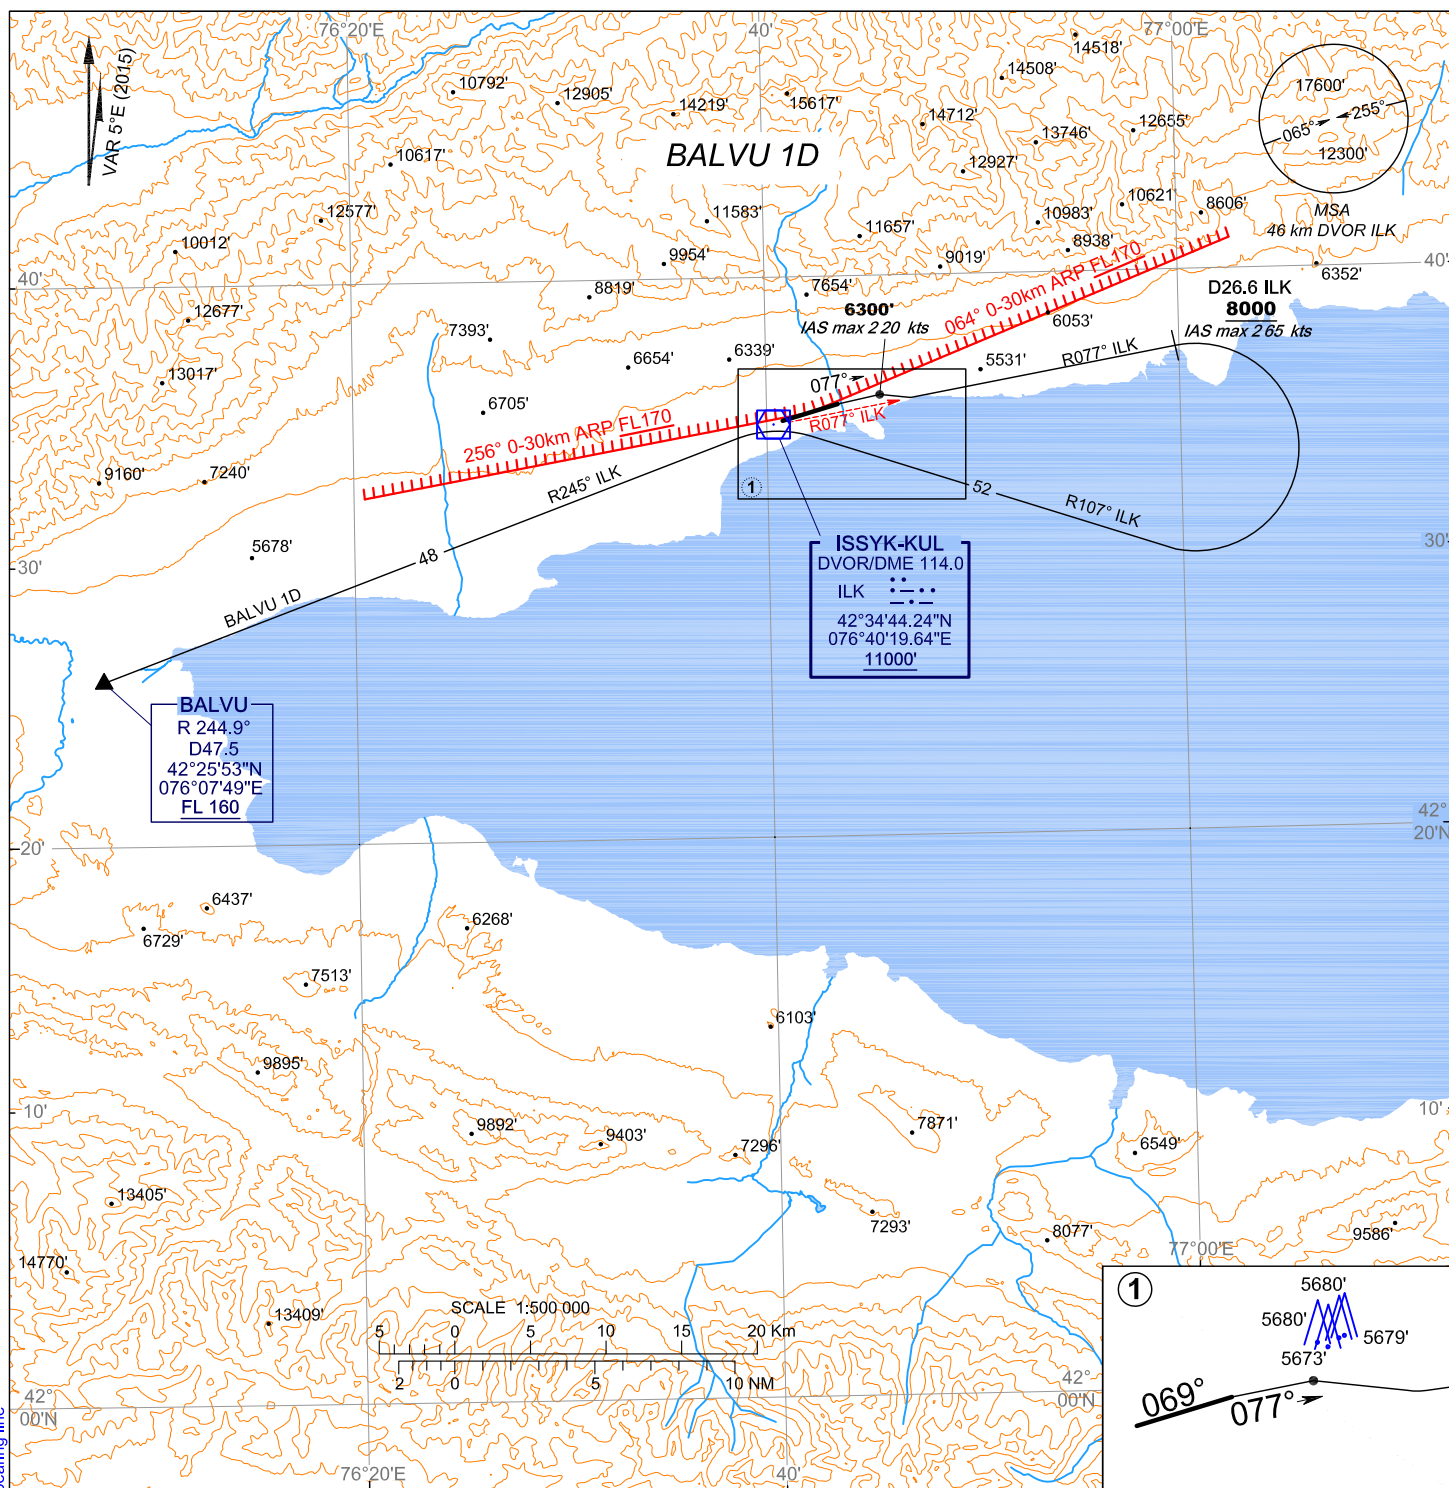 76°20'E
40'
77°00'E
14518'
14508'
17600'
255°
065°
12300'
MSA
46 km DVOR ILK
VAR 5°E (2015)
10792'
12905'
14219'
15617'
14712'
13746'
12655'
BALVU 1D
10617'
12927'
12577'
11583'
11657'
10983'
10621'
8606'
10012'
9954'
9019'
8938'
6352'
40'
40'
8819'
7654'
064° 0-30km ARP FL170
12677'
7393'
6300'
IAS max 220 kts
6053'
D26.6 ILK
8000
IAS max 265 kts
6654'
6339'
5531'
R077° ILK
13017'
077°
6705'
R077° ILK
256° 0-30km ARP FL170
9160'
7240'
R245° ILK
1
52
R107° ILK
5678'
48
30'
30'
ISSYK-KUL
DVOR/DME 114.0
ILK
42°34'44.24"N
076°40'19.64"E
11000'
BALVU 1D
BALVU
R 244.9°
D47.5
42°25'53"N
076°07'49"E
FL 160
42°
20'N
20'
6437'
6729'
6268'
7513'
6103'
9895'
10'
10'
9892'
9403'
7296'
7871'
6549'
13405'
7293'
8077'
9586'
14770'
77°00'E
13409'
SCALE 1:500 000
5 0 5 10 15 20 Km
2 0 5 10 NM
1
5680'
5680'
5679'
5673'
069°
077°
42°
00'N
42°
00'N
76°20'E
40'